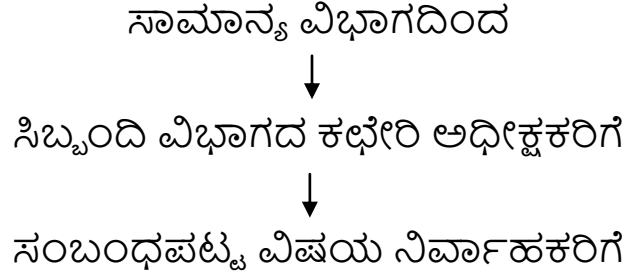 ಸಾಮಾನ್ಯ ವಿಭಾಗದಿಂದ
ಸಿಬ್ಬಂದಿ ವಿಭಾಗದ ಕಛೇರಿ ಅಧೀಕ್ಷಕರಿಗೆ
ಸಂಬಂಧಪಟ್ಟ ವಿಷಯ ನಿರ್ವಾಹಕರಿಗೆ